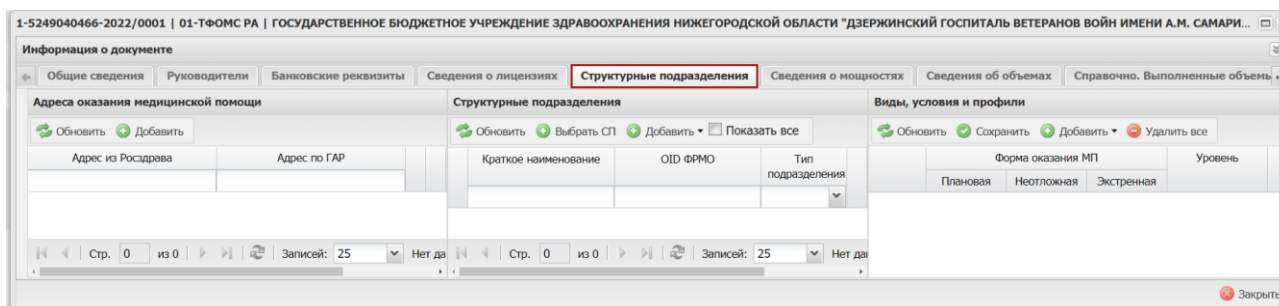 1-5249040466-2022/0001 | 01-ТФОМС РА | ГОСУДАРСТВЕННОЕ БЮДЖЕТНОЕ УЧРЕЖДЕНИЕ ЗДРАВООХРАНЕНИЯ НИЖЕГОРОДСКОЙ ОБЛАСТИ "ДЗЕРЖИНСКИЙ ГОСПИТАЛЬ ВЕТЕРАНОВ ВОЙН ИМЕНИ А.М. САМАРИ...
Информация о документе
Общие сведения Руководители Банковские реквизиты Сведения о лицензиях Структурные подразделения Сведения о мощностях Сведения об объемах Справочно. Выполненные объемь
Адреса оказания медицинской помощи Структурные подразделения Виды, условия и профили
Обновить Добавить Обновить Выбрать СП Добавить Показать все Обновить Сохранить Добавить Удалить все
Адрес из Росздрава Адрес по ГАР Краткое наименование OID ФРМО Тип подразделения Форма оказания МП Уровень
Плановая Неотложная Экстренная
Стр. 0 из 0 Записей: 25 Нет да Стр. 0 из 0 Записей: 25 Нет дан
Закрыть